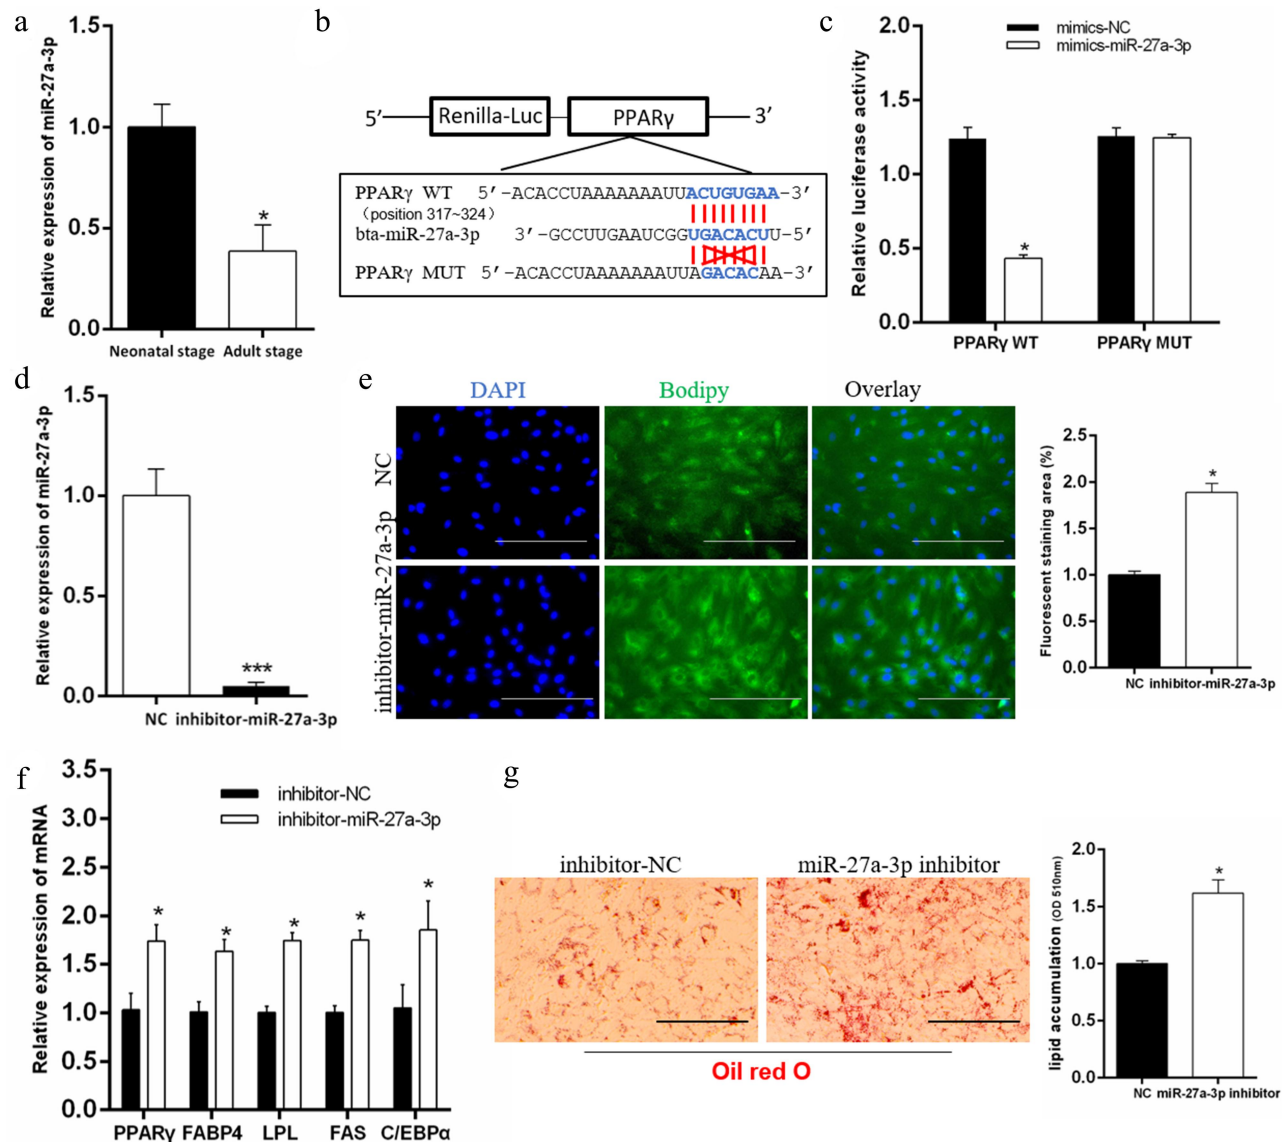 a
Relative expression of miR-27a-3p
1.5
1.0
0.5
0.0
*
Neonatal stage
Adult stage
b
5′
Renilla-Luc
PPARγ
3′
PPARγ WT 5′-ACACCUAAAAAAAUUACUGUGAA-3′
(position 317~324)
bta-miR-27a-3p 3′-GCCUUGAAUCGGUGACACUU-5′
PPARγ MUT 5′-ACACCUAAAAAAAUUAGACACAA-3′
c
Relative luciferase activity
2.0
1.5
1.0
0.5
0.0
mimics-NC
mimics-miR-27a-3p
*
PPARγ WT
PPARγ MUT
d
Relative expression of miR-27a-3p
1.5
1.0
0.5
0.0
***
NC
inhibitor-miR-27a-3p
e
DAPI
Bodipy
Overlay
NC
inhibitor-miR-27a-3p
Fluorescent staining area (%)
2.5
2.0
1.5
1.0
0.5
0.0
*
NC
inhibitor-miR-27a-3p
f
Relative expression of mRNA
3.5
3.0
2.5
2.0
1.5
1.0
0.5
0.0
inhibitor-NC
inhibitor-miR-27a-3p
*
*
*
*
*
PPARγ
FABP4
LPL
FAS
C/EBPα
g
inhibitor-NC
miR-27a-3p inhibitor
Oil red O
lipid accumulation (OD 510nm)
2.0
1.5
1.0
0.5
0.0
*
NC
miR-27a-3p inhibitor